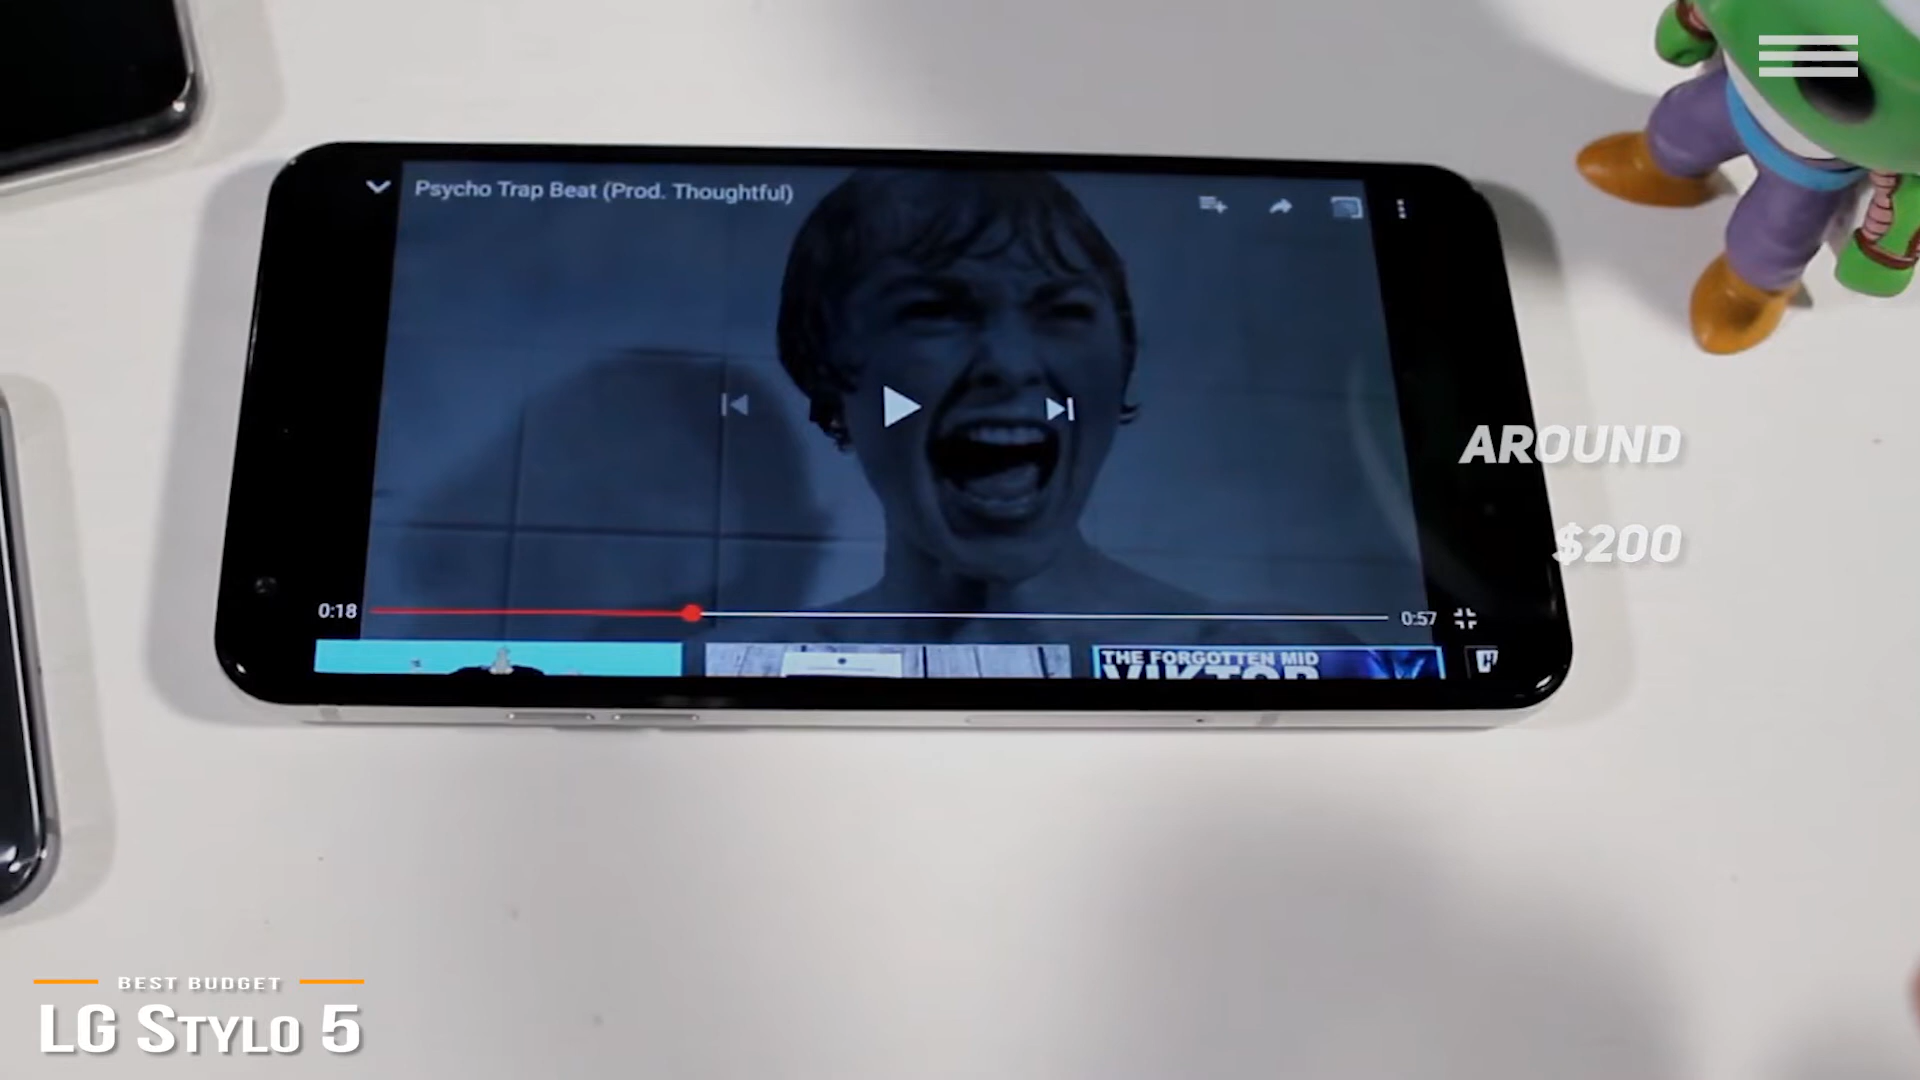 Psycho Trap Beat (Prod. Thoughtful)
AROUND
$200
0:18
0:57
THE FORGOTTEN MID
VIKTOR
BEST BUDGET
LG STYLO 5